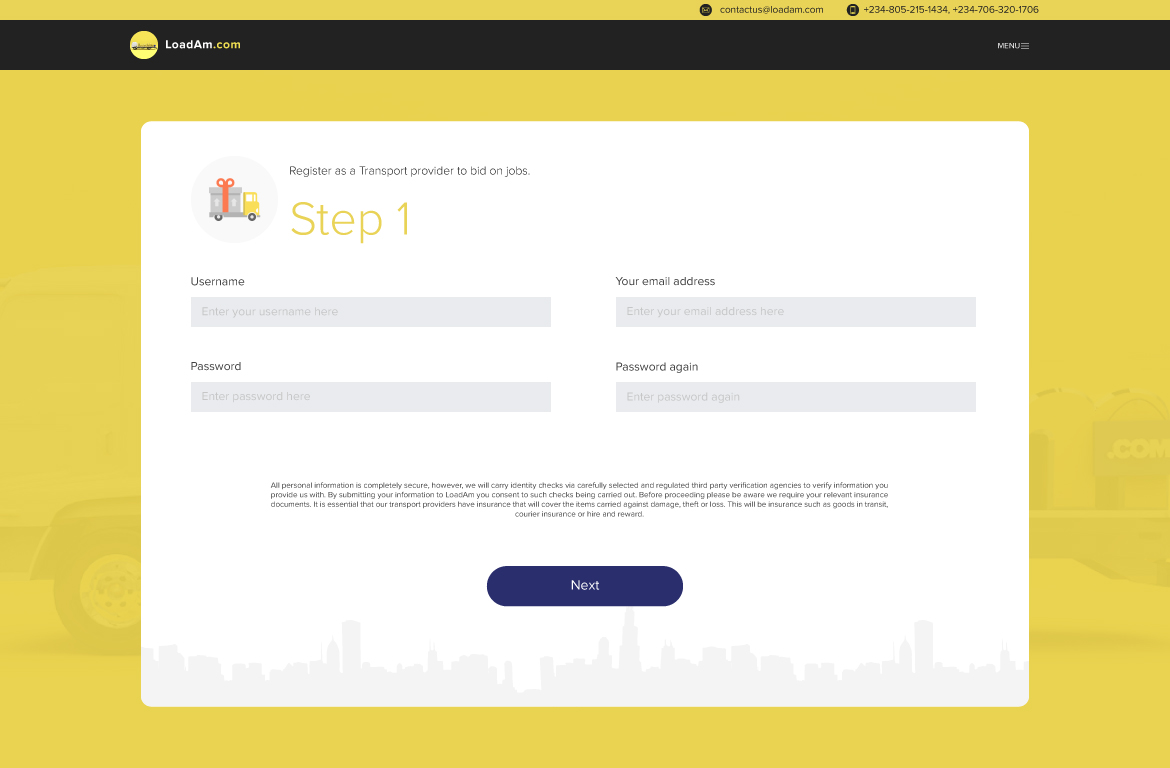 contactus@loadam.com +234-805-215-1434, +234-706-320-1706
LoadAm.com
MENU
Register as a Transport provider to bid on jobs.
Step 1
Username
Your email address
Enter your username here
Enter your email address here
Password
Password again
Enter password here
Enter password again
.COM
All personal information is completely secure, however, we will carry identity checks via carefully selected and regulated third party verification agencies to verify information you
provide us with. By submitting your information to LoadAm you consent to such checks being carried out. Before proceeding please be aware we require your relevant insurance
documents. It is essential that our transport providers have insurance that will cover the items carried against damage, theft or loss. This will be insurance such as goods in transit,
courier insurance or hire and reward.
Next